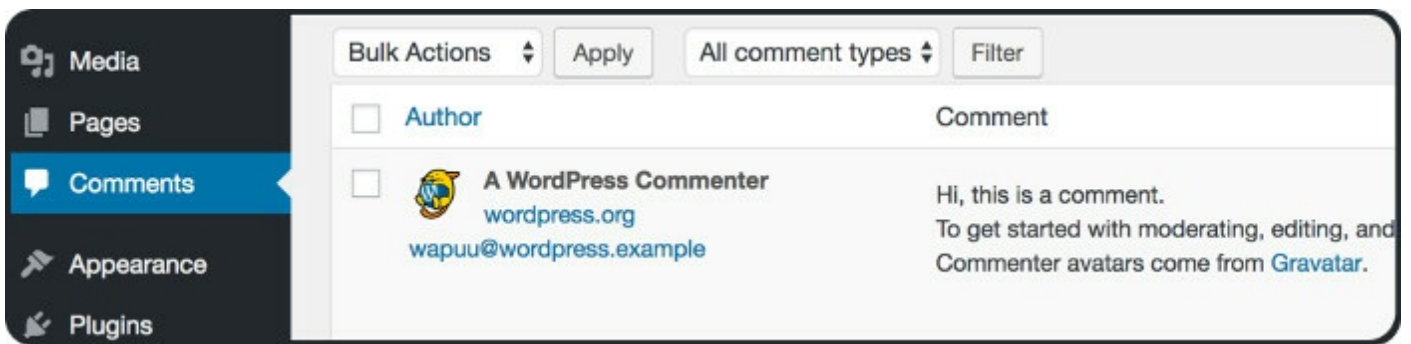 Media
Pages
Comments
Appearance
Plugins
Bulk Actions Apply All comment types Filter
Author Comment
A WordPress Commenter
wordpress.org
wapuu@wordpress.example
Hi, this is a comment.
To get started with moderating, editing, and
Commenter avatars come from Gravatar.